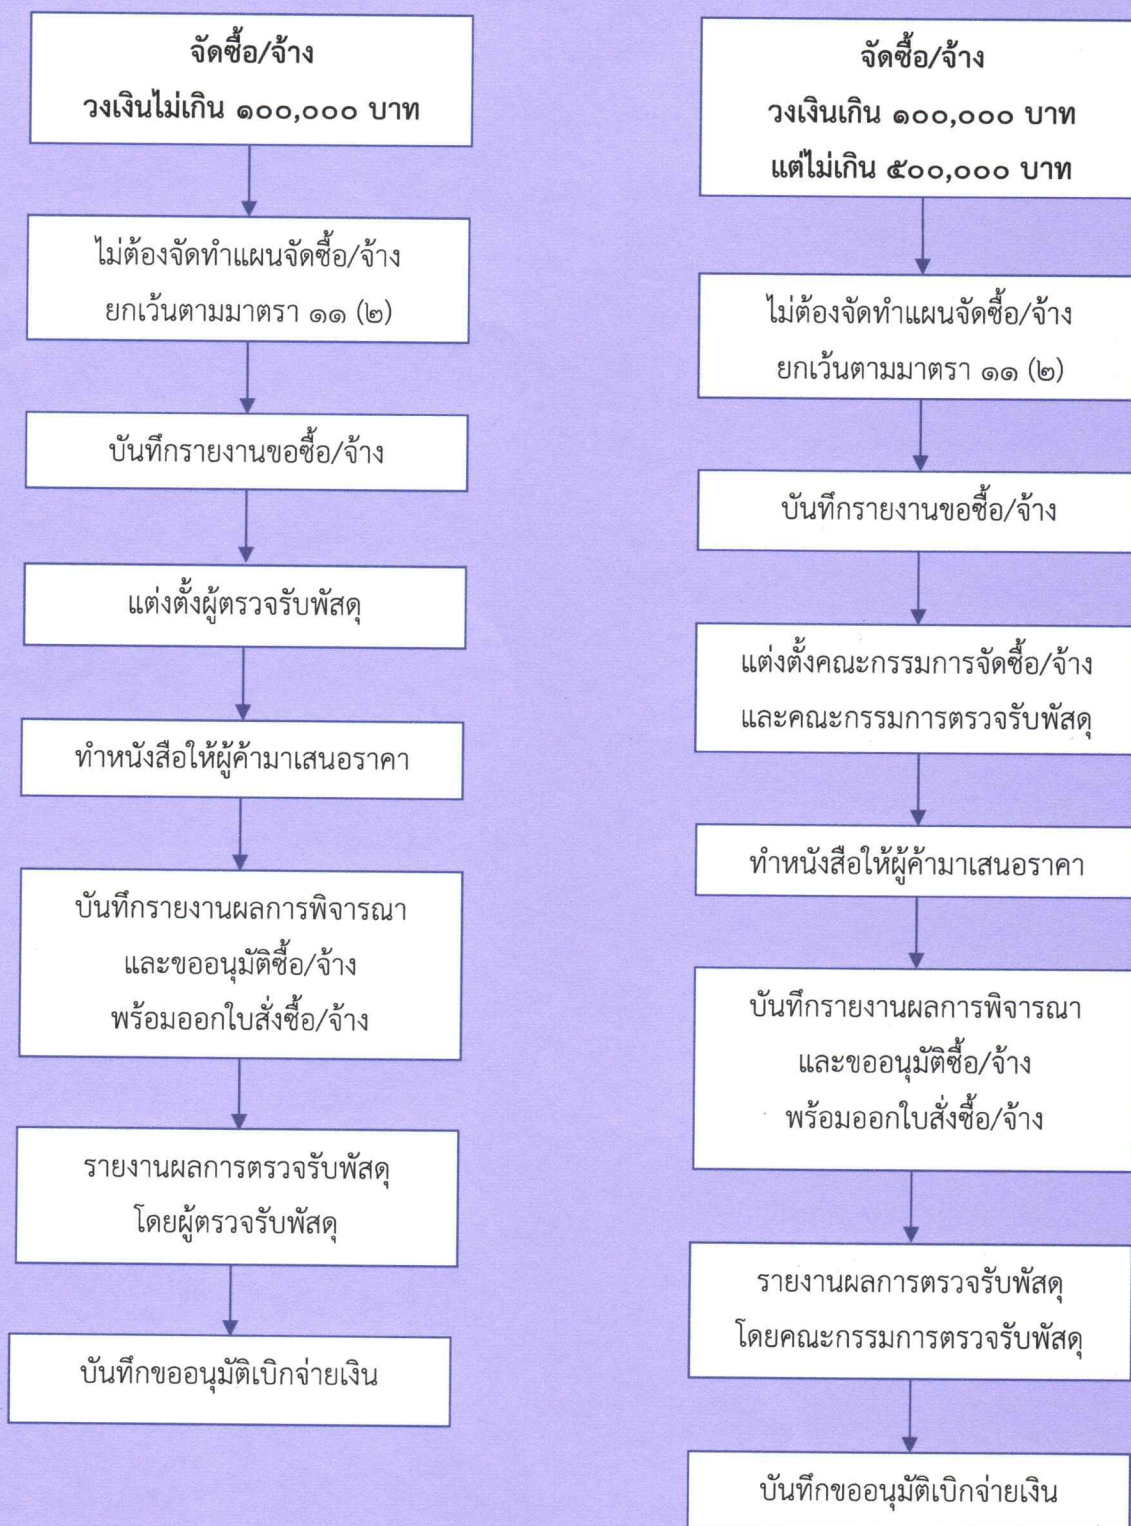 จัดซื้อ/จ้าง
วงเงินไม่เกิน ๑๐๐,๐๐๐ บาท
ไม่ต้องจัดทำแผนจัดซื้อ/จ้าง
ยกเว้นตามมาตรา ๑๑ (๒)
บันทึกรายงานขอซื้อ/จ้าง
แต่งตั้งผู้ตรวจรับพัสดุ
ทำหนังสือให้ผู้ค้ามาเสนอราคา
บันทึกรายงานผลการพิจารณา
และขออนุมัติซื้อ/จ้าง
พร้อมออกใบสั่งซื้อ/จ้าง
รายงานผลการตรวจรับพัสดุ
โดยผู้ตรวจรับพัสดุ
บันทึกขออนุมัติเบิกจ่ายเงิน
จัดซื้อ/จ้าง
วงเงินเกิน ๑๐๐,๐๐๐ บาท
แต่ไม่เกิน ๕๐๐,๐๐๐ บาท
ไม่ต้องจัดทำแผนจัดซื้อ/จ้าง
ยกเว้นตามมาตรา ๑๑ (๒)
บันทึกรายงานขอซื้อ/จ้าง
แต่งตั้งคณะกรรมการจัดซื้อ/จ้าง
และคณะกรรมการตรวจรับพัสดุ
ทำหนังสือให้ผู้ค้ามาเสนอราคา
บันทึกรายงานผลการพิจารณา
และขออนุมัติซื้อ/จ้าง
พร้อมออกใบสั่งซื้อ/จ้าง
รายงานผลการตรวจรับพัสดุ
โดยคณะกรรมการตรวจรับพัสดุ
บันทึกขออนุมัติเบิกจ่ายเงิน